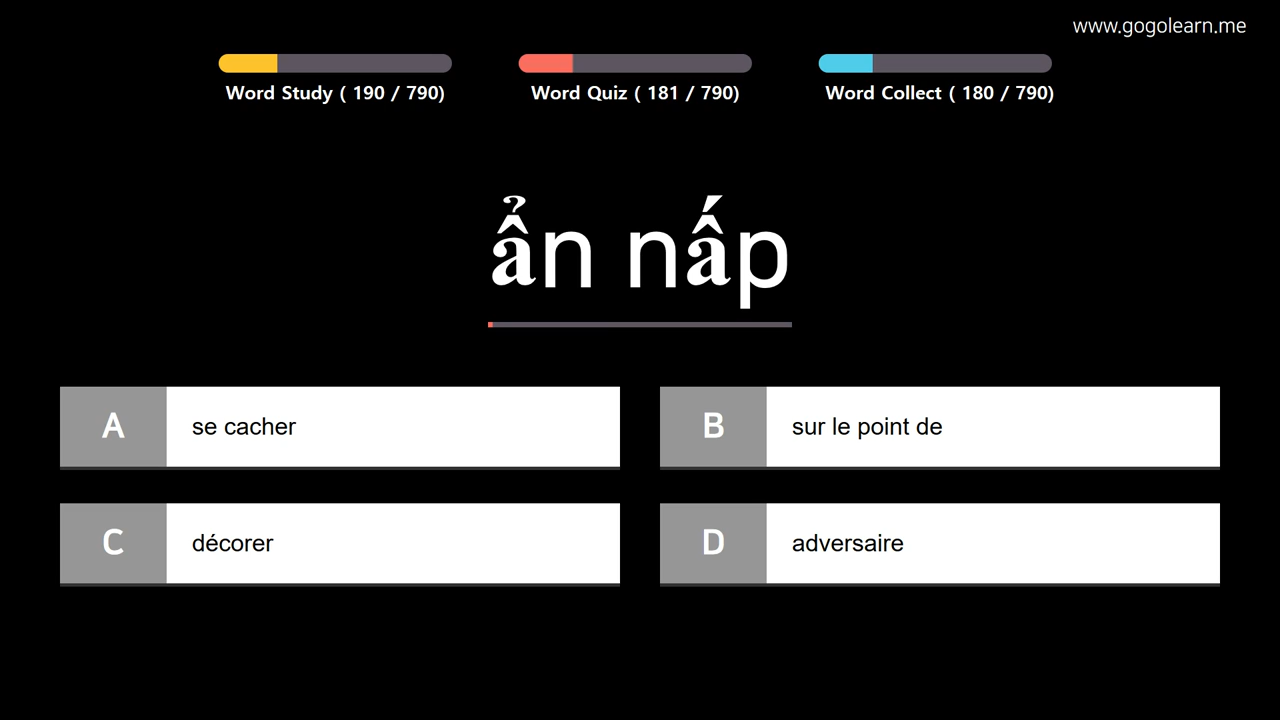 www.gogolearn.me
Word Study ( 190 / 790)
Word Quiz ( 181 / 790)
Word Collect ( 180 / 790)
ẩn nấp
A
se cacher
B
sur le point de
C
décorer
D
adversaire